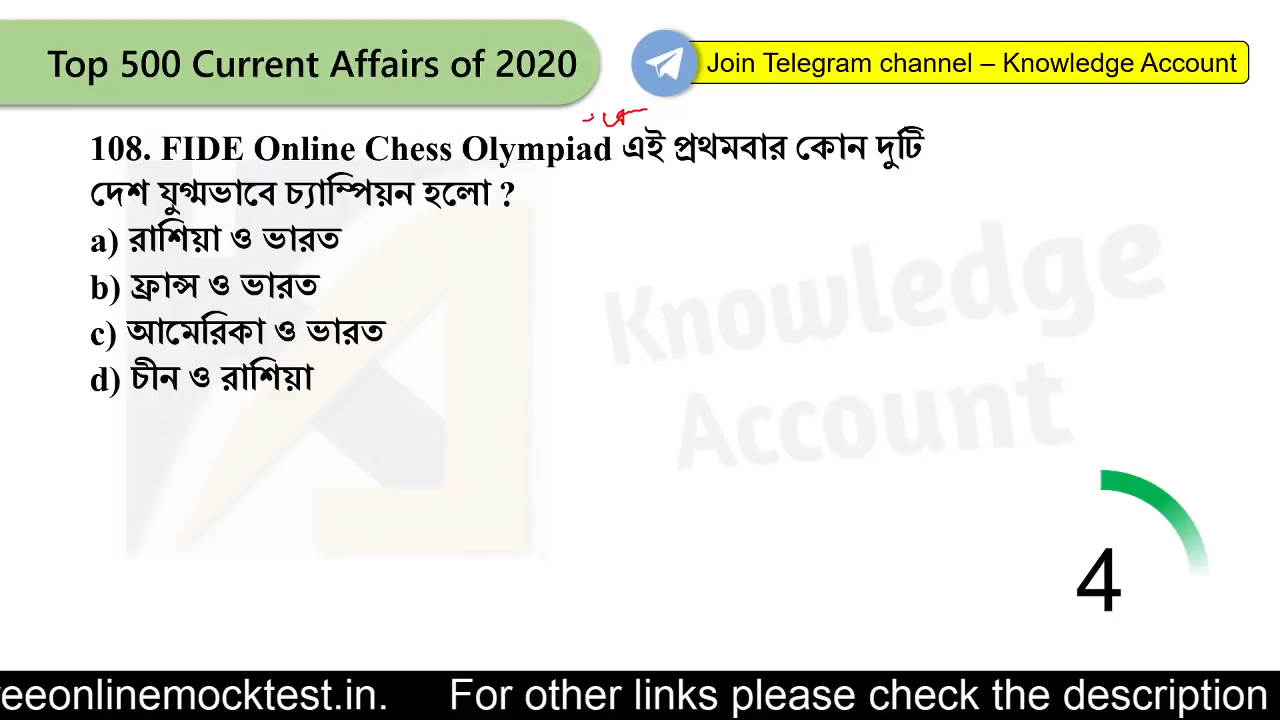 Top 500 Current Affairs of 2020
Join Telegram channel – Knowledge Account
108. FIDE Online Chess Olympiad এই প্রথমবার কোন দুটি
দেশ যুগ্মভাবে চ্যাম্পিয়ন হলো ?
a) রাশিয়া ও ভারত
b) ফ্রান্স ও ভারত
c) আমেরিকা ও ভারত
d) চীন ও রাশিয়া
Knowledge
Account
4
eeonlinemocktest.in. For other links please check the description